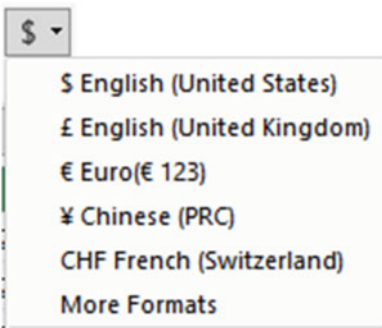 $
$ English (United States)
£ English (United Kingdom)
€ Euro(€ 123)
¥ Chinese (PRC)
CHF French (Switzerland)
More Formats